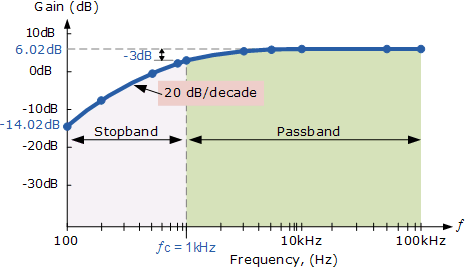 Gain (dB)
10dB
6.02dB
-3dB
0dB
20 dB/decade
-10dB
-14.02dB
Stopband
Passband
-20dB
-30dB
100
ƒc = 1kHz
10kHz
100kHz
ƒ
Frequency, (Hz)